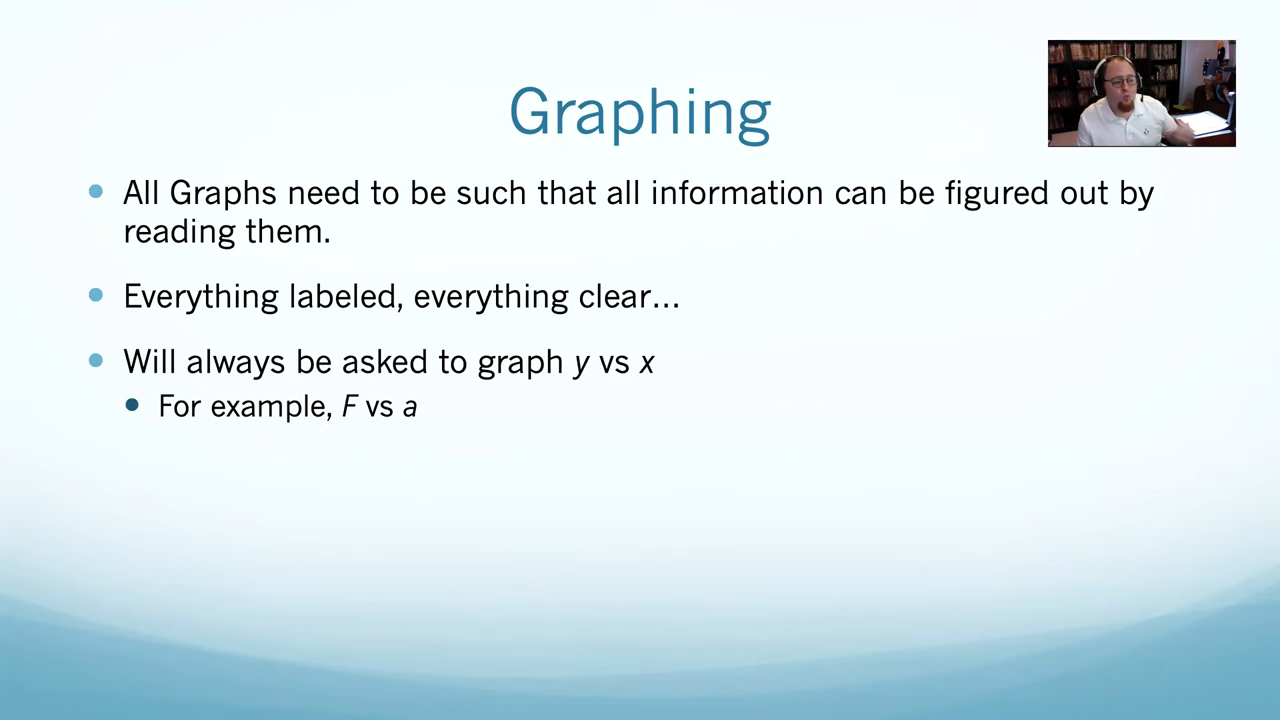 Graphing
All Graphs need to be such that all information can be figured out by
reading them.
Everything labeled, everything clear...
Will always be asked to graph y vs x
For example, F vs a